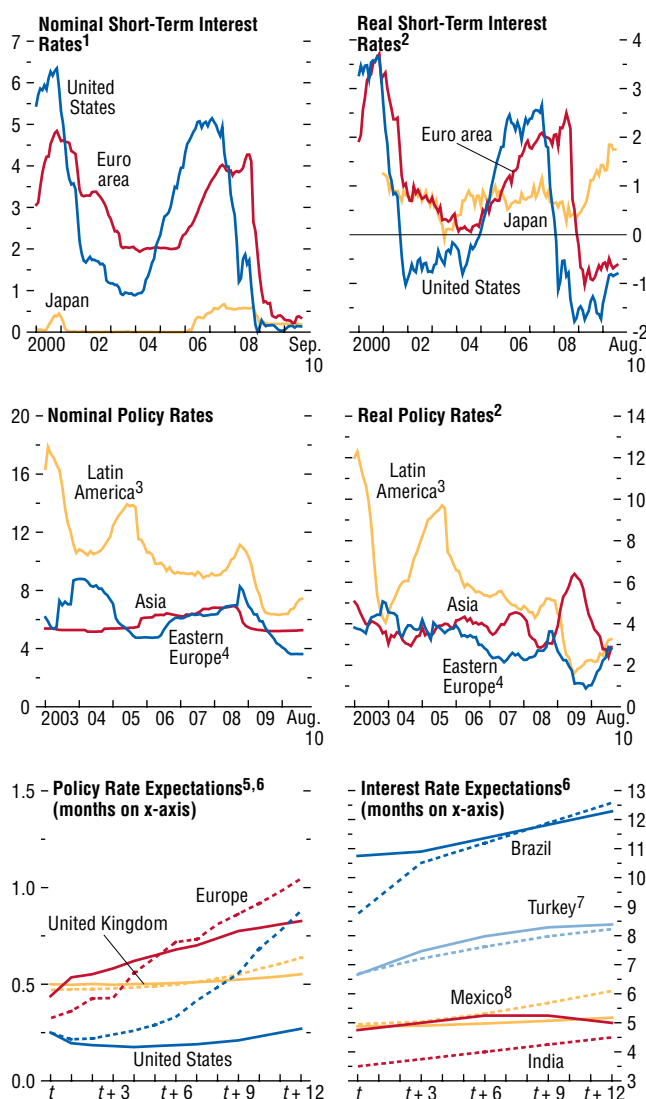 Nominal Short-Term Interest
Rates1
7
6
5
4
3
2
1
0
United
States
Euro
area
Japan
2000 02 04 06 08 Sep.
10
Real Short-Term Interest
Rates2
4
3
2
1
0
-1
-2
Euro area
Japan
United States
2000 02 04 06 08 Aug.
10
Nominal Policy Rates
20
16
12
8
4
0
Latin
America3
Asia
Eastern
Europe4
2003 04 05 06 07 08 09 Aug.
10
Real Policy Rates2
14
12
10
8
6
4
2
0
Latin
America3
Asia
Eastern
Europe4
2003 04 05 06 07 08 09 Aug.
10
Policy Rate Expectations5,6
(months on x-axis)
1.5
1.0
0.5
0.0
Europe
United Kingdom
United States
t t + 3 t + 6 t + 9 t + 12
Interest Rate Expectations6
(months on x-axis)
13
12
11
10
9
8
7
6
5
4
3
Brazil
Turkey7
Mexico8
India
t t + 3 t + 6 t + 9 t + 12